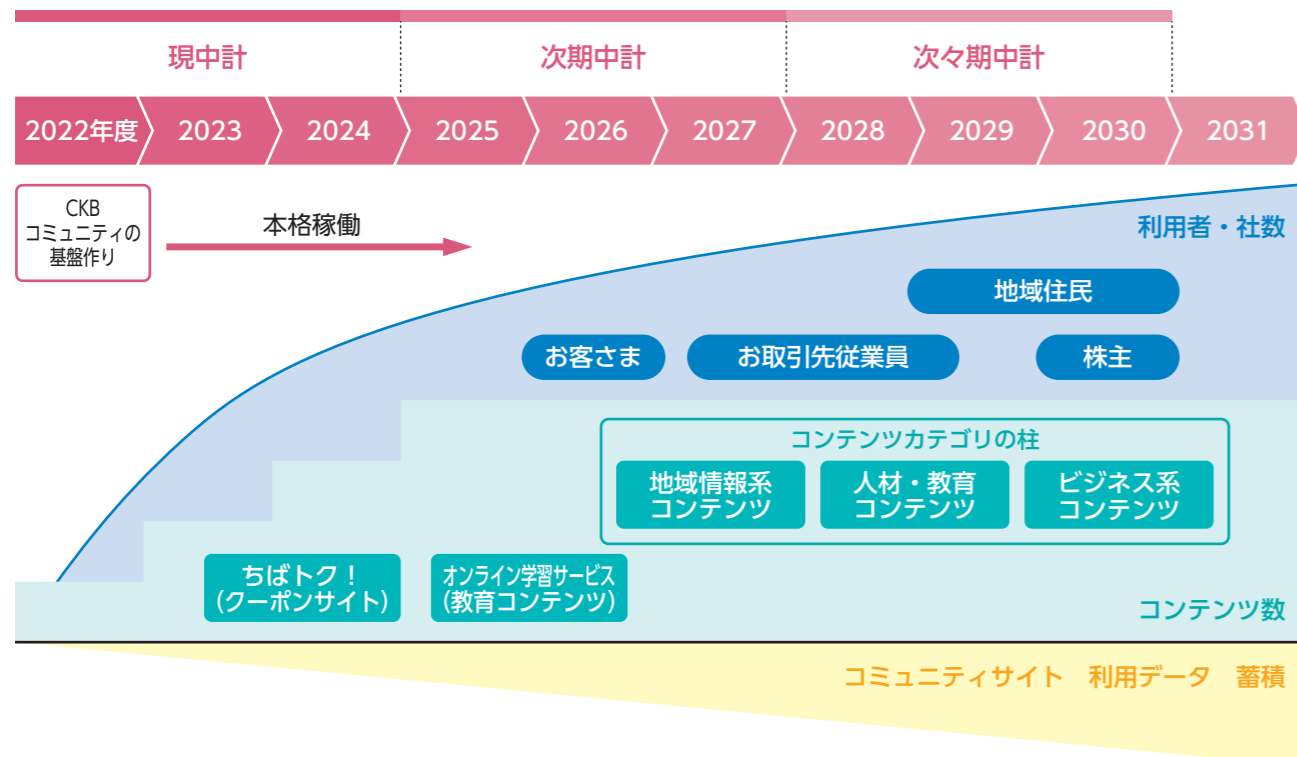 現中計
次期中計
次々期中計
2022年度
2023
2024
2025
2026
2027
2028
2029
2030
2031
CKB
コミュニティの
基盤作り
本格稼働
利用者・社数
地域住民
お客さま
お取引先従業員
株主
コンテンツカテゴリの柱
地域情報系
コンテンツ
人材・教育
コンテンツ
ビジネス系
コンテンツ
ちばトク！
(クーポンサイト)
オンライン学習サービス
(教育コンテンツ)
コンテンツ数
コミュニティサイト　利用データ　蓄積